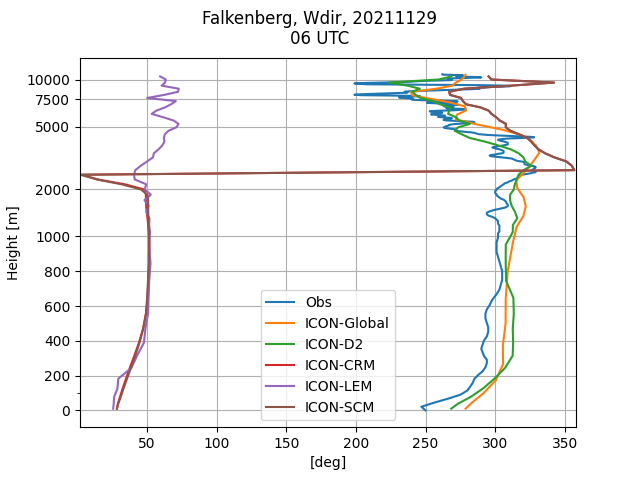 Falkenberg, Wdir, 20211129
06 UTC
Height [m]
10000
7500
5000
2000
1000
800
600
400
200
0
Obs
ICON-Global
ICON-D2
ICON-CRM
ICON-LEM
ICON-SCM
50 100 150 200 250 300 350
[deg]